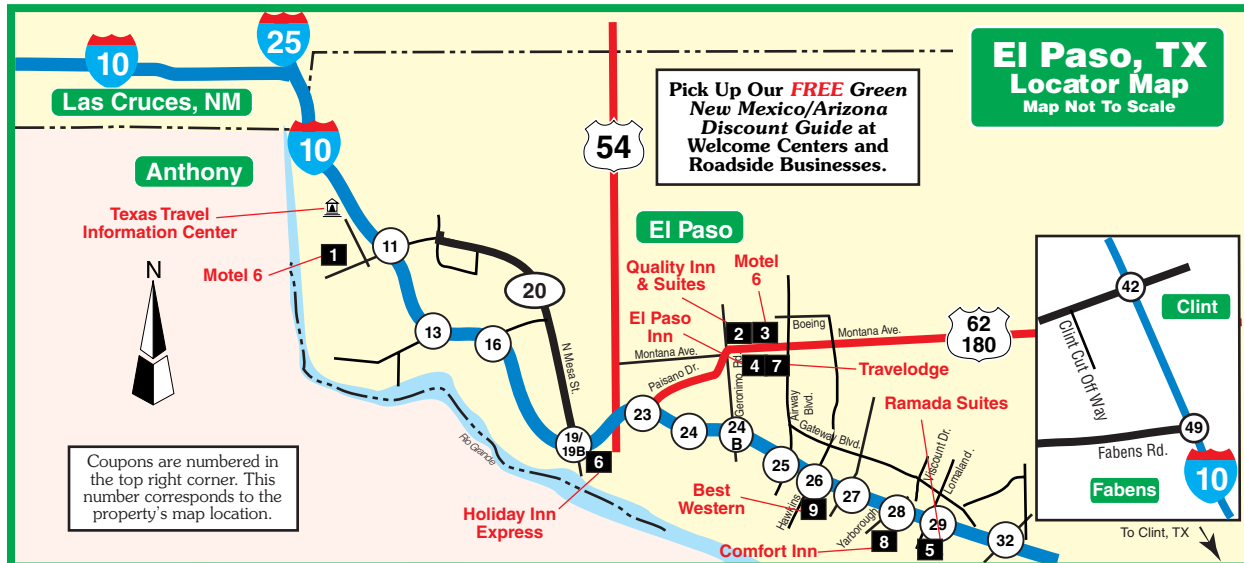 25
10
El Paso, TX
Locator Map
Map Not To Scale
Las Cruces, NM
Pick Up Our FREE Green
New Mexico/Arizona
Discount Guide at
Welcome Centers and
Roadside Businesses.
54
10
Anthony
Texas Travel
Information Center
El Paso
11
1
Motel 6
N
Quality Inn
& Suites
Motel
6
42
Clint
20
62
180
El Paso
Inn
2
3
Boeing
Montana Ave.
13
16
N Mesa St.
Montana Ave.
4
7
Travelodge
Clint Cut Off Way
Paisano Dr.
Geronimo Rd.
Airway
Blvd.
Ramada Suites
23
24
24
B
Gateway Blvd.
49
Fabens Rd.
19/
19B
6
Rio Grande
Coupons are numbered in
the top right corner. This
number corresponds to the
property's map location.
25
26
27
Viscount Dr.
Lomaland.
10
Fabens
Best
Western
Hawkins
9
Yarborough
28
29
32
Holiday Inn
Express
8
5
Comfort Inn
To Clint, TX